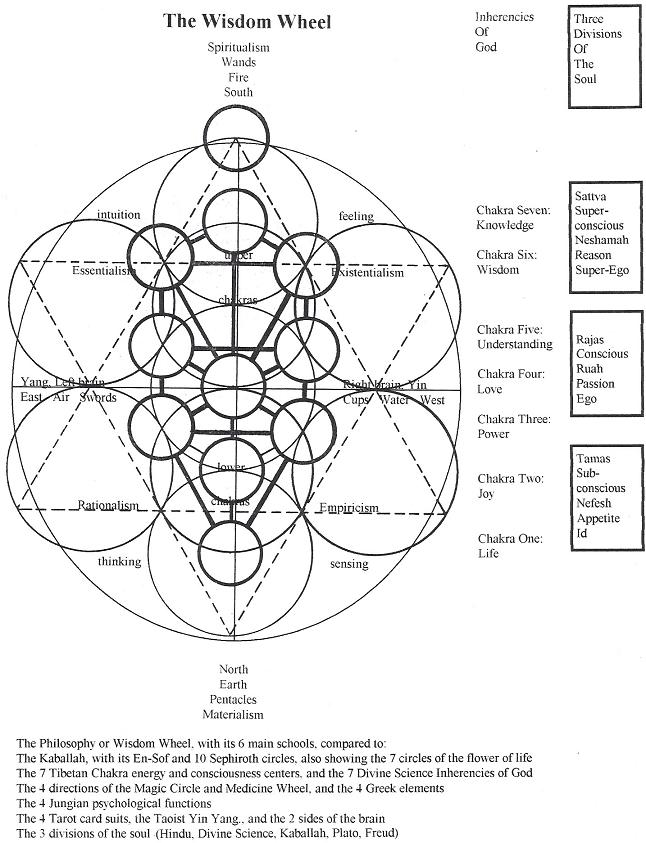 The Wisdom Wheel
Spiritualism
Wands
Fire
South
Inherencies
Of
God
Three
Divisions
Of
The
Soul
intuition
feeling
Essentialism
upper
Existentialism
chakras
Yang, Left brain
East Air Swords
Right brain, Yin
Cups Water West
lower
chakras
Rationalism
Empiricism
thinking
sensing
North
Earth
Pentacles
Materialism
Chakra Seven:
Knowledge
Chakra Six:
Wisdom
Chakra Five:
Understanding
Chakra Four:
Love
Chakra Three:
Power
Chakra Two:
Joy
Chakra One:
Life
Sattva
Super-
conscious
Neshamah
Reason
Super-Ego
Rajas
Conscious
Ruah
Passion
Ego
Tamas
Sub-
conscious
Nefesh
Appetite
Id
The Philosophy or Wisdom Wheel, with its 6 main schools, compared to:
The Kaballah, with its En-Sof and 10 Sephiroth circles, also showing the 7 circles of the flower of life
The 7 Tibetan Chakra energy and consciousness centers, and the 7 Divine Science Inherencies of God
The 4 directions of the Magic Circle and Medicine Wheel, and the 4 Greek elements
The 4 Jungian psychological functions
The 4 Tarot card suits, the Taoist Yin Yang., and the 2 sides of the brain
The 3 divisions of the soul (Hindu, Divine Science, Kaballah, Plato, Freud)